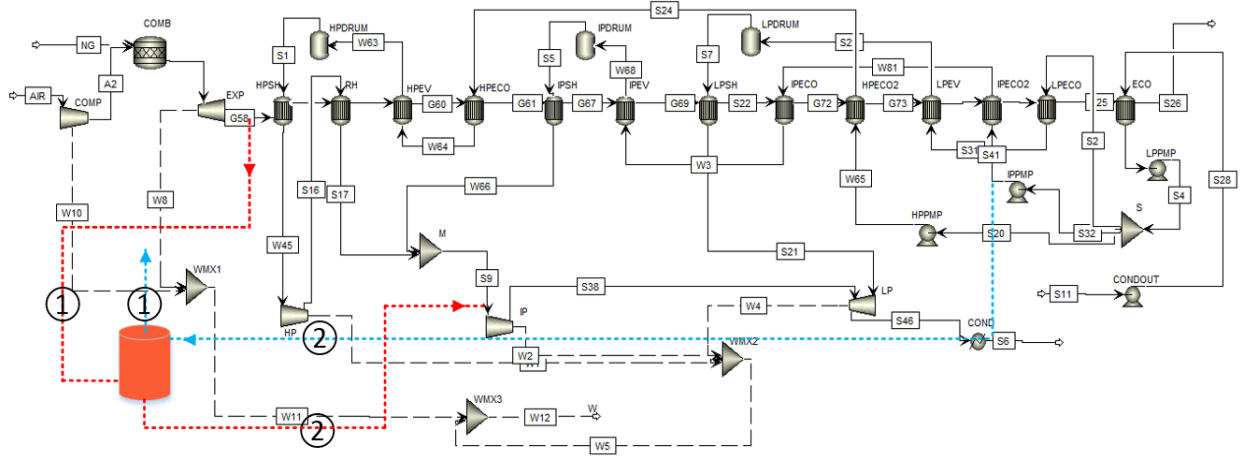 S24
COMB
HPDRUM
IPDRUM
LPDRUM
NG
S1
W63
S5
S7
S2
S26
A2
W68
W81
AIR
COMP
EXP
HPSH
RH
HPEV
HPECO
IPSH
IPEV
LPSH
IPECO
HPECO2
LPEV
IPECO2
LPECO
ECO
G58
G60
G61
G67
G69
S22
G72
G73
25
W64
S31
S41
S2
W3
LPPMP
S16
S17
W66
W65
IPPMP
S4
S28
W10
W8
HPPMP
S20
S32
S
W45
M
S21
S9
S38
S11
CONDOUT
WMX1
1
1
HP
2
IP
W4
LP
S46
COND
S6
W2
WMX2
WMX3
W11
2
W12
W
W5